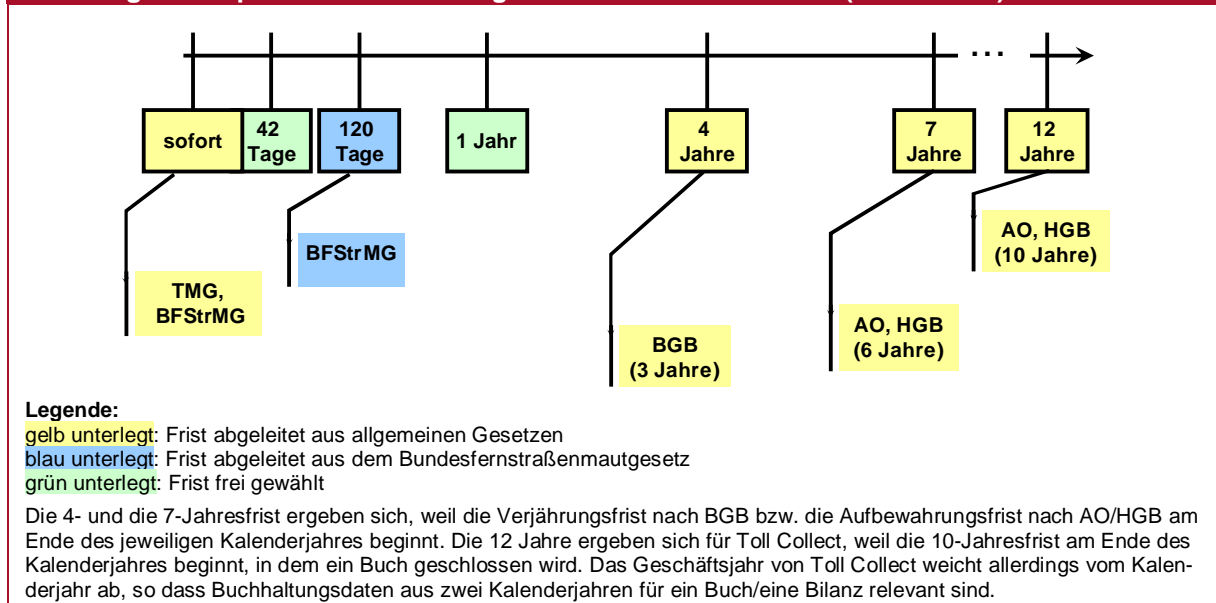 ...
sofort
42
Tage
120
Tage
1 Jahr
4
Jahre
7
Jahre
12
Jahre
BFStrMG
TMG,
BFStrMG
BGB
(3 Jahre)
AO, HGB
(6 Jahre)
AO, HGB
(10 Jahre)
Legende:
gelb unterlegt: Frist abgeleitet aus allgemeinen Gesetzen
blau unterlegt: Frist abgeleitet aus dem Bundesfernstraßenmautgesetz
grün unterlegt: Frist frei gewählt
Die 4- und die 7-Jahresfrist ergeben sich, weil die Verjährungsfrist nach BGB bzw. die Aufbewahrungsfrist nach AO/HGB am
Ende des jeweiligen Kalenderjahres beginnt. Die 12 Jahre ergeben sich für Toll Collect, weil die 10-Jahresfrist am Ende des
Kalenderjahres beginnt, in dem ein Buch geschlossen wird. Das Geschäftsjahr von Toll Collect weicht allerdings vom Kalen-
derjahr ab, so dass Buchhaltungsdaten aus zwei Kalenderjahren für ein Buch/eine Bilanz relevant sind.